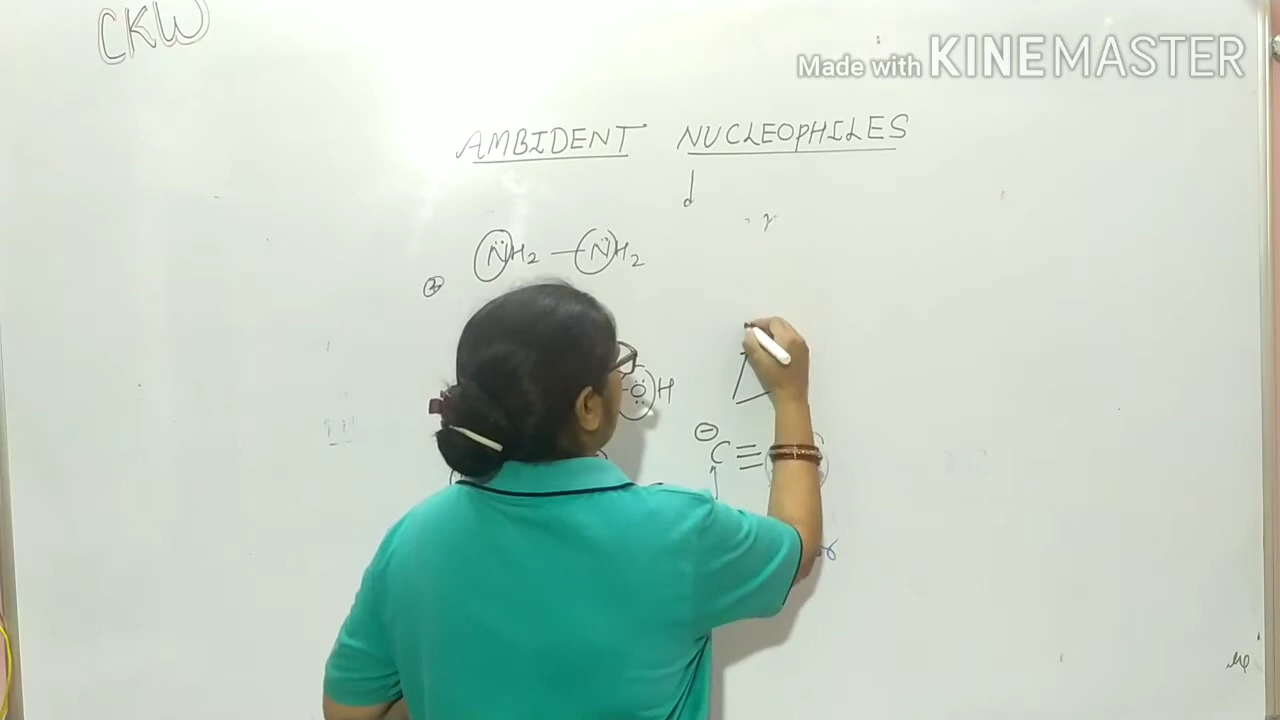 CKW
Made with KINEMASTER
AMBIDENT NUCLEOPHILES
N̈H₂ — N̈H₂
Ö H
⊖
C ≡